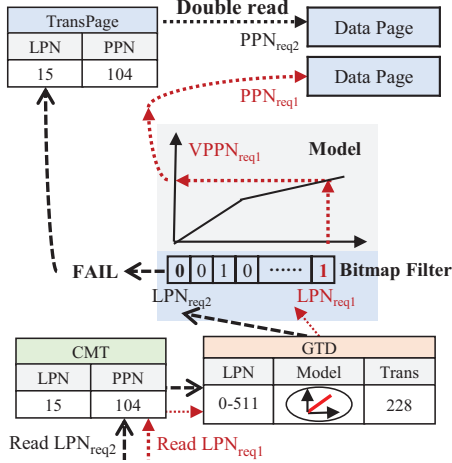 TransPage
LPN PPN
15 104
Double read
PPNreq2
Data Page
Data Page
PPNreq1
VPPNreq1
Model
FAIL
0 0 1 0 ...... 1
Bitmap Filter
LPNreq2
LPNreq1
CMT
LPN PPN
15 104
GTD
LPN Model Trans
0-511 228
Read LPNreq2
Read LPNreq1